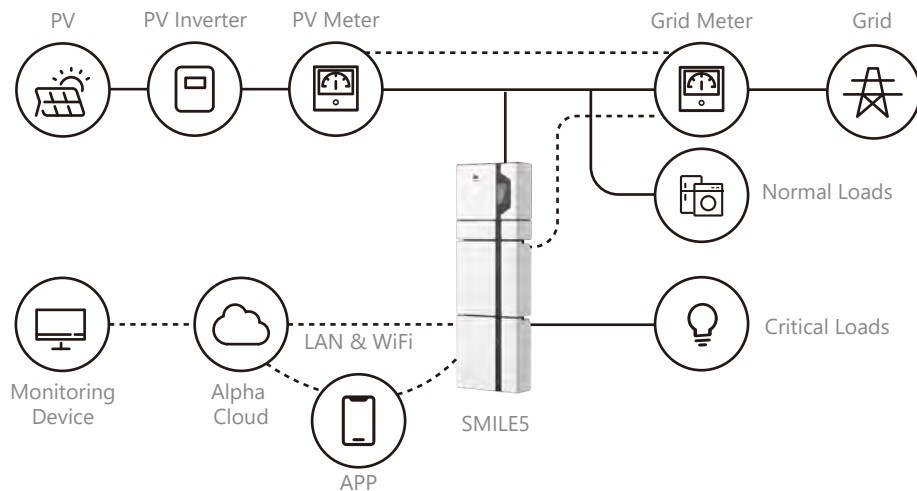 PV
PV Inverter
PV Meter
Grid Meter
Grid
Normal Loads
Critical Loads
LAN & WiFi
Monitoring
Device
Alpha
Cloud
SMILE5
APP